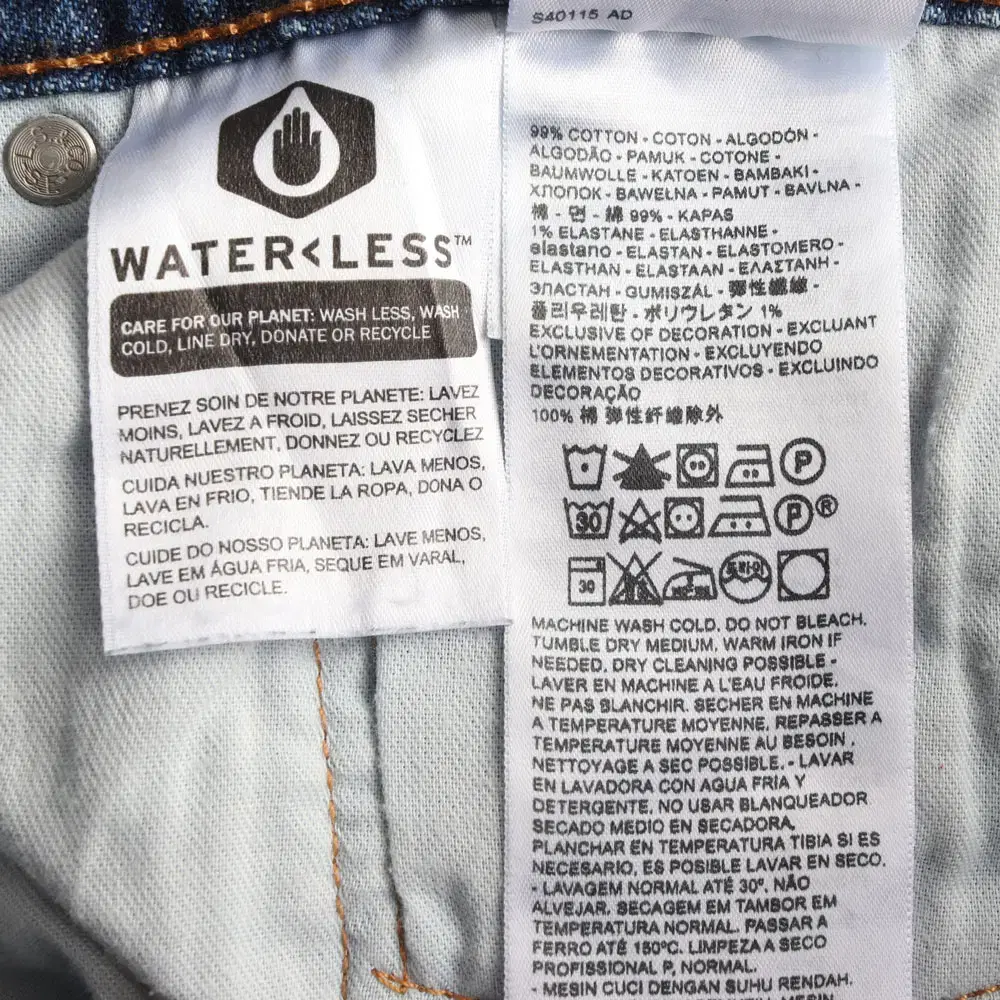 S40115 AD
WATER<LESS™
CARE FOR OUR PLANET: WASH LESS, WASH
COLD, LINE DRY, DONATE OR RECYCLE
PRENEZ SOIN DE NOTRE PLANETE: LAVEZ
MOINS, LAVEZ A FROID, LAISSEZ SECHER
NATURELLEMENT, DONNEZ OU RECYCLEZ
CUIDA NUESTRO PLANETA: LAVA MENOS,
LAVA EN FRIO, TIENDE LA ROPA, DONA O
RECICLA.
CUIDE DO NOSSO PLANETA: LAVE MENOS,
LAVE EM ÁGUA FRIA, SEQUE EM VARAL,
DOE OU RECICLE.
99% COTTON - COTON - ALGODÓN -
ALGODÃO - PAMUK - COTONE -
BAUMWOLLE - KATOEN - BAMBAKI -
ХЛОПОК - BAWEŁNA - PAMUT - BAVLNA -
棉 - 면 - 綿 99% - KAPAS
1% ELASTANE - ELASTHANNE -
elastano - ELASTAN - ELASTOMERO -
ELASTHAN - ELASTAAN - ΕΛΑΣΤΑΝΗ -
ЭЛАСТАН - GUMISZÁL - 弹性纖維 -
폴리우레탄 - ポリウレタン 1%
EXCLUSIVE OF DECORATION - EXCLUANT
L'ORNEMENTATION - EXCLUYENDO
ELEMENTOS DECORATIVOS - EXCLUINDO
DECORAÇÃO
100% 棉 弹性纤维除外
P
30 P®
30 드라이
MACHINE WASH COLD. DO NOT BLEACH.
TUMBLE DRY MEDIUM, WARM IRON IF
NEEDED. DRY CLEANING POSSIBLE -
LAVER EN MACHINE A L'EAU FROIDE.
NE PAS BLANCHIR. SECHER EN MACHINE
A TEMPERATURE MOYENNE. REPASSER A
TEMPERATURE MOYENNE AU BESOIN .
NETTOYAGE A SEC POSSIBLE. - LAVAR
EN LAVADORA CON AGUA FRIA Y
DETERGENTE. NO USAR BLANQUEADOR
SECADO MEDIO EN SECADORA,
PLANCHAR EN TEMPERATURA TIBIA SI ES
NECESARIO. ES POSIBLE LAVAR EN SECO.
- LAVAGEM NORMAL ATÉ 30º. NÃO
ALVEJAR. SECAGEM EM TAMBOR EM
TEMPERATURA NORMAL. PASSAR A
FERRO ATÉ 150ºC. LIMPEZA A SECO
PROFISSIONAL P, NORMAL.
- MESIN CUCI DENGAN SUHU RENDAH.